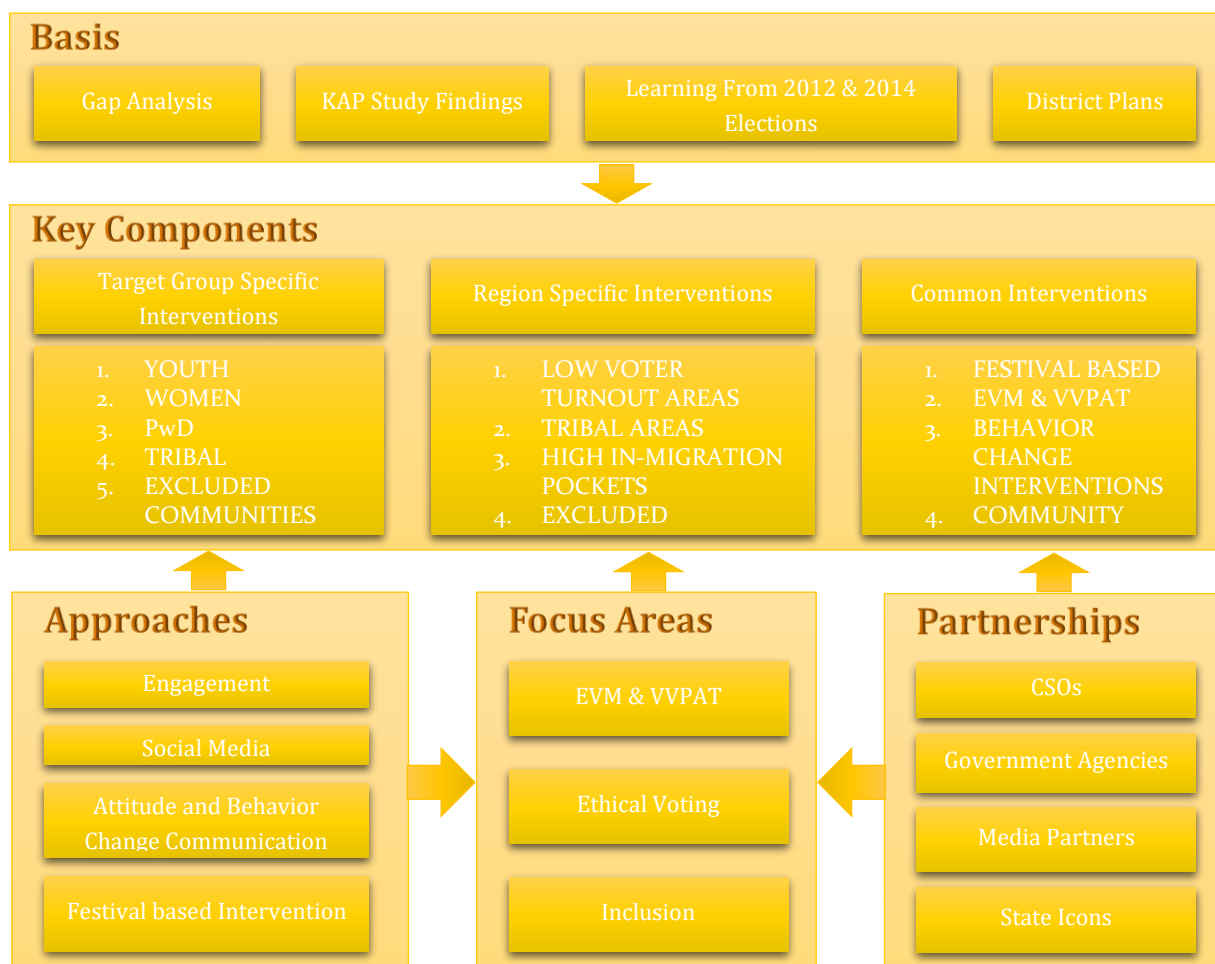 Basis
Gap Analysis
KAP Study Findings
Learning From 2012 & 2014
Elections
District Plans
Key Components
Target Group Specific
Interventions
Region Specific Interventions
Common Interventions
1. YOUTH
2. WOMEN
3. PwD
4. TRIBAL
5. EXCLUDED
COMMUNITIES
1. LOW VOTER
TURNOUT AREAS
2. TRIBAL AREAS
3. HIGH IN-MIGRATION
POCKETS
4. EXCLUDED
1. FESTIVAL BASED
2. EVM & VVPAT
3. BEHAVIOR
CHANGE
INTERVENTIONS
4. COMMUNITY
Approaches
Engagement
Social Media
Attitude and Behavior
Change Communication
Festival based Intervention
Focus Areas
EVM & VVPAT
Ethical Voting
Inclusion
Partnerships
CSOs
Government Agencies
Media Partners
State Icons